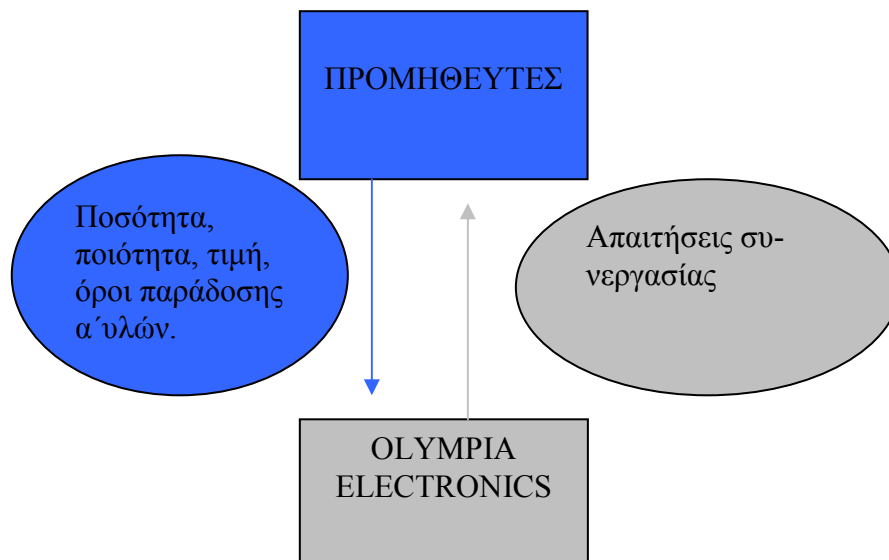 ΠΡΟΜΗΘΕΥΤΕΣ
Ποσότητα,
ποιότητα, τιμή,
όροι παράδοσης
α΄υλών.
Απαιτήσεις συ-
νεργασίας
OLYMPIA
ELECTRONICS